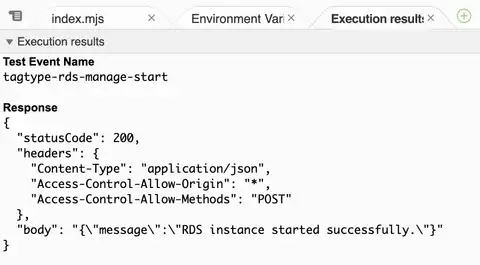 index.mjs
Environment Vari
Execution results
Execution results
Test Event Name
tagtype-rds-manage-start
Response
{
  "statusCode": 200,
  "headers": {
    "Content-Type": "application/json",
    "Access-Control-Allow-Origin": "*",
    "Access-Control-Allow-Methods": "POST"
  },
  "body": "{\"message\":\"RDS instance started successfully.\"}"
}